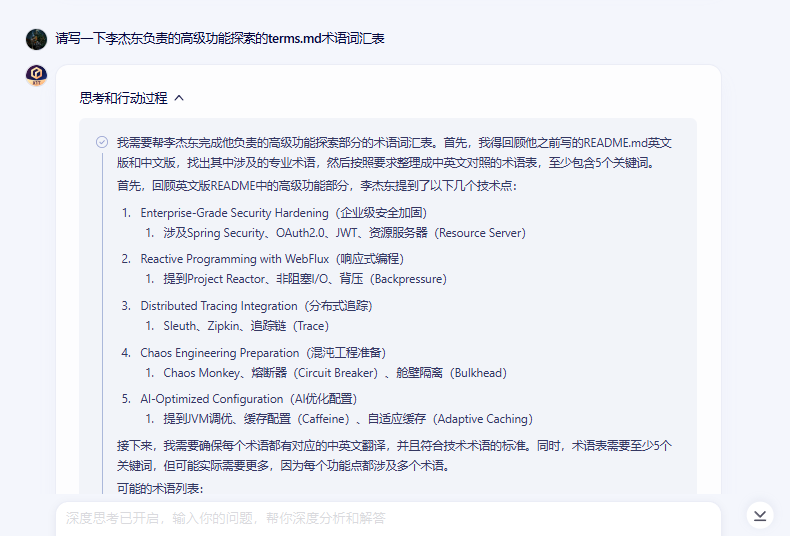 请写一下李杰东负责的高级功能探索的terms.md术语词汇表
思考和行动过程
我需要帮李杰东完成他负责的高级功能探索部分的术语词汇表。首先，我得回顾他之前写的README.md英文
版和中文版，找出其中涉及的专业术语，然后按照要求整理成中英文对照的术语表，至少包含5个关键词。
首先，回顾英文版README中的高级功能部分，李杰东提到了以下几个技术点：
1. Enterprise-Grade Security Hardening（企业级安全加固）
1. 涉及Spring Security、OAuth2.0、JWT、资源服务器（Resource Server）
2. Reactive Programming with WebFlux（响应式编程）
1. 提到Project Reactor、非阻塞I/O、背压（Backpressure）
3. Distributed Tracing Integration（分布式追踪）
1. Sleuth、Zipkin、追踪链（Trace）
4. Chaos Engineering Preparation（混沌工程准备）
1. Chaos Monkey、熔断器（Circuit Breaker）、舱壁隔离（Bulkhead）
5. AI-Optimized Configuration（AI优化配置）
1. 提到JVM调优、缓存配置（Caffeine）、自适应缓存（Adaptive Caching）
接下来，我需要确保每个术语都有对应的中英文翻译，并且符合技术术语的标准。同时，术语表需要至少5个
关键词，但可能实际需要更多，因为每个功能点都涉及多个术语。
可能的术语列表：
深度思考已开启，输入你的问题，帮你深度分析和解答